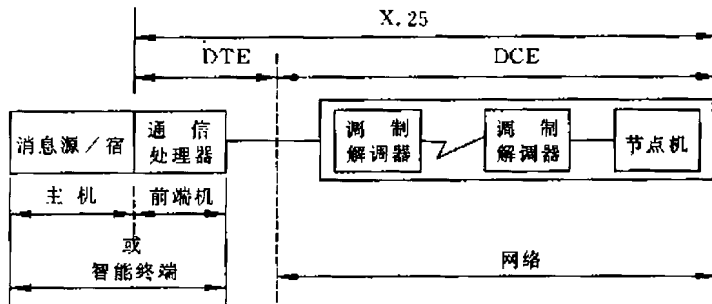 X.25
DTE
DCE
消息源／宿
通信
处理器
调制
解调器
调制
解调器
节点机
主机
前端机
或
智能终端
网络